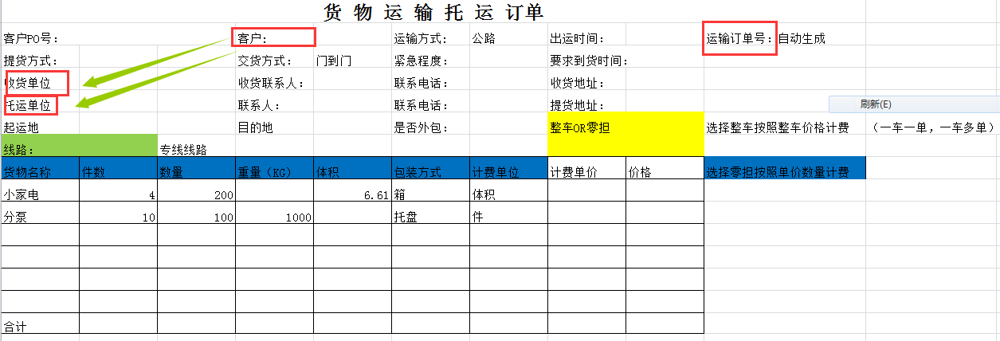 货 物 运 输 托 运 订单
客户PO号： 客户： 运输方式： 公路 出运时间： 运输订单号： 自动生成
提货方式： 交货方式： 门到门 紧急程度： 要求到货时间：
收货单位 收货联系人： 联系电话： 收货地址：
托运单位 联系人： 联系电话： 提货地址： 刷新(E)
起运地 目的地 是否外包： 整车OR零担 选择整车按照整车价格计费 （一车一单，一车多单）
线路： 专线线路
货物名称 件数 数量 重量（KG） 体积 包装方式 计费单位 计费单价 价格 选择零担按照单价数量计费
小家电 4 200 6.61 箱 体积
分泵 10 100 1000 托盘 件
合计